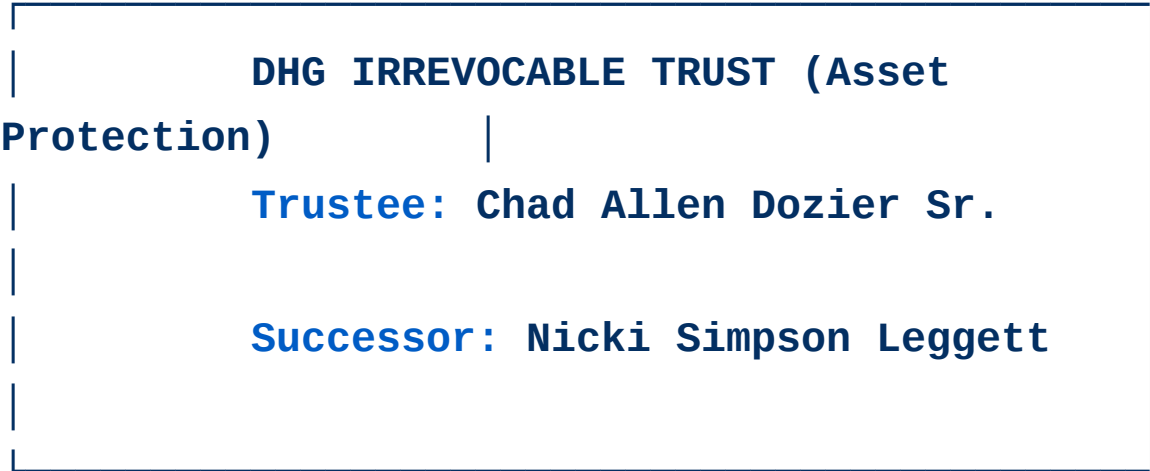 DHG IRREVOCABLE TRUST (Asset
Protection)
Trustee: Chad Allen Dozier Sr.
Successor: Nicki Simpson Leggett